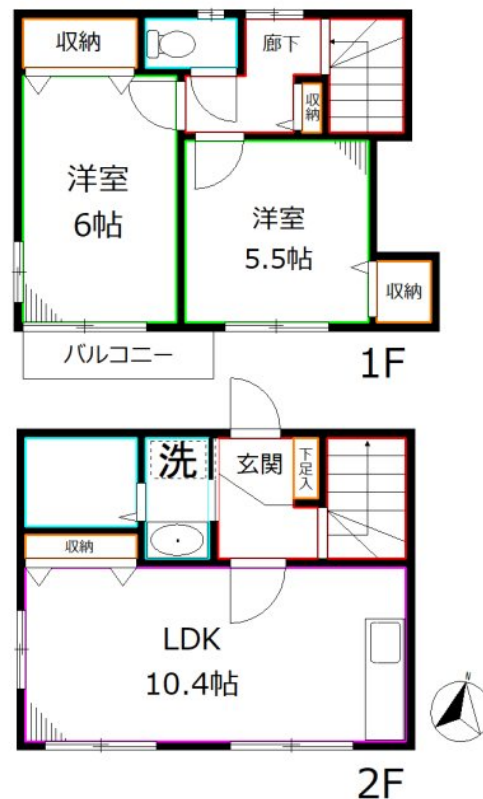 収納
廊下
収納
洋室
6帖
洋室
5.5帖
収納
バルコニー
1F
洗
玄関
下足入
収納
LDK
10.4帖
N
2F